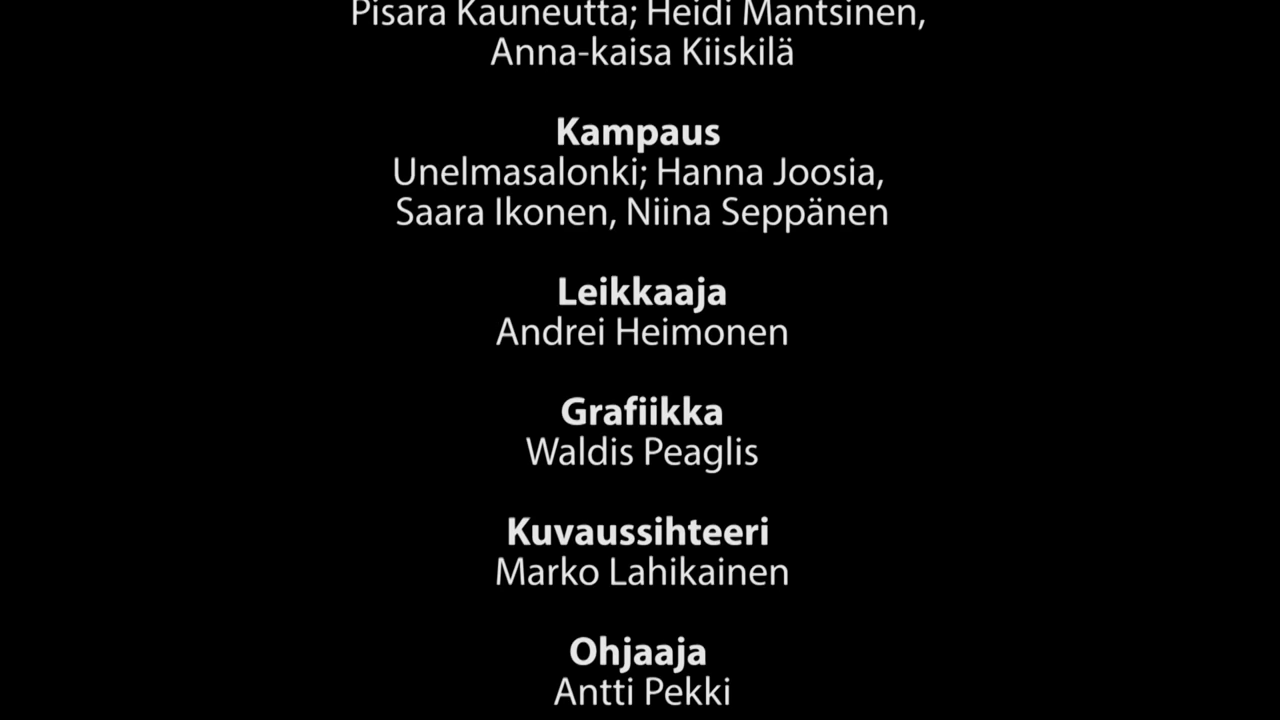 Pisara Kauneutta; Heidi Mantsinen,
Anna-kaisa Kiiskilä
Kampaus
Unelmasalonki; Hanna Joosia,
Saara Ikonen, Niina Seppänen
Leikkaaja
Andrei Heimonen
Grafiikka
Waldis Peaglis
Kuvaussihteeri
Marko Lahikainen
Ohjaaja
Antti Pekki